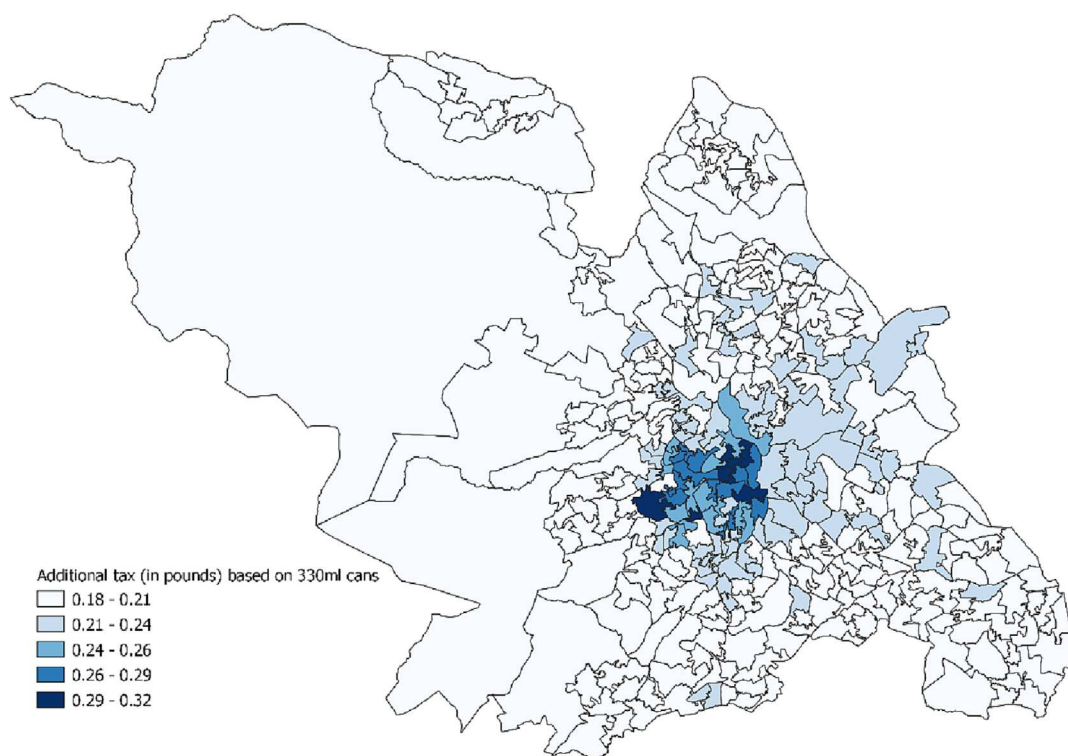 Additional tax (in pounds) based on 330ml cans
0.18 - 0.21
0.21 - 0.24
0.24 - 0.26
0.26 - 0.29
0.29 - 0.32